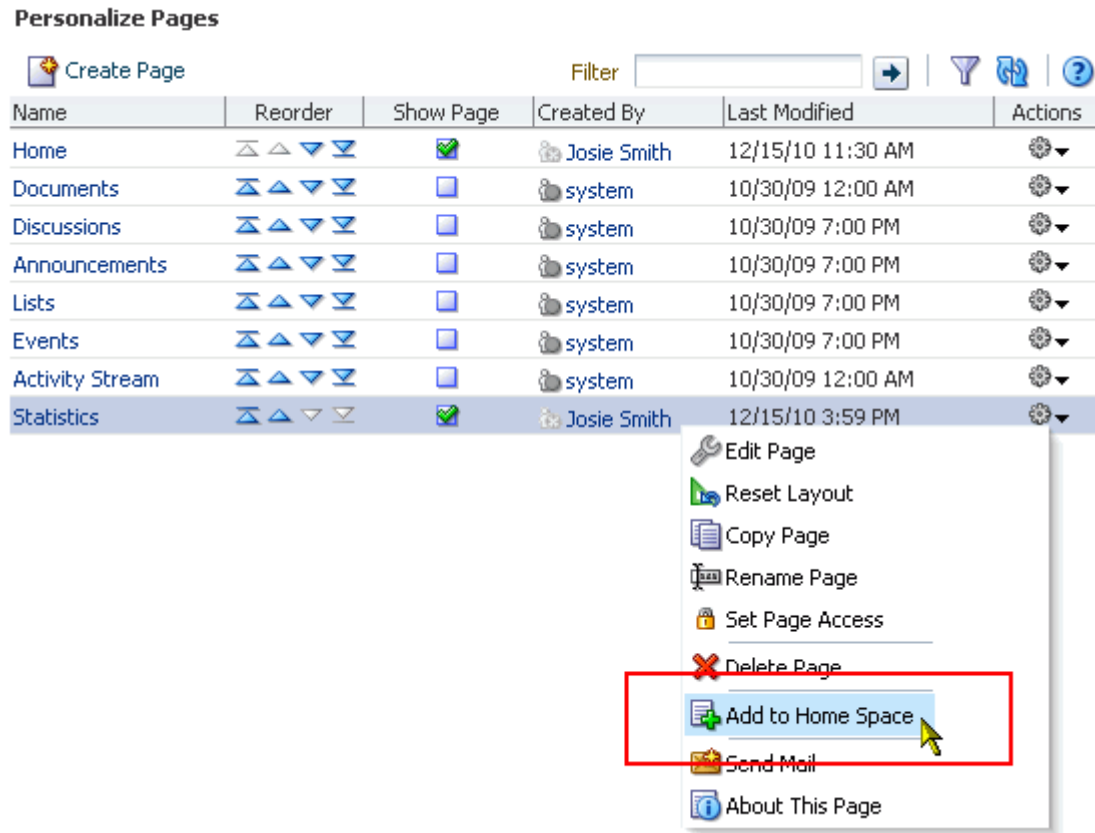 Personalize Pages
Create Page Filter
Name Reorder Show Page Created By Last Modified Actions
Home Josie Smith 12/15/10 11:30 AM
Documents system 10/30/09 12:00 AM
Discussions system 10/30/09 7:00 PM
Announcements system 10/30/09 7:00 PM
Lists system 10/30/09 7:00 PM
Events system 10/30/09 7:00 PM
Activity Stream system 10/30/09 12:00 AM
Statistics Josie Smith 12/15/10 3:59 PM
Edit Page
Reset Layout
Copy Page
Rename Page
Set Page Access
Delete Page
Add to Home Space
Send Mail
About This Page